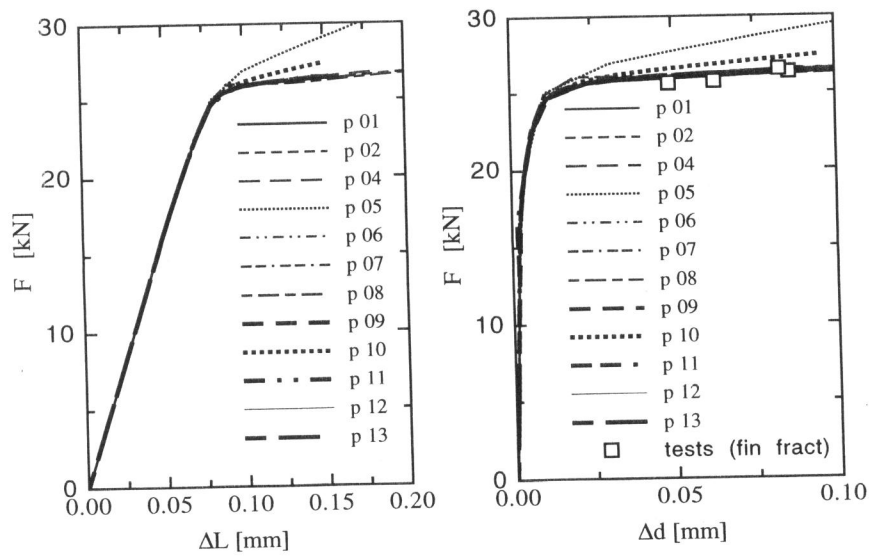 30
20
10
0
F [kN]
0.00 0.05 0.10 0.15 0.20
ΔL [mm]
p 01
p 02
p 04
p 05
p 06
p 07
p 08
p 09
p 10
p 11
p 12
p 13
30
20
10
0
F [kN]
0.00 0.05 0.10
Δd [mm]
p 01
p 02
p 04
p 05
p 06
p 07
p 08
p 09
p 10
p 11
p 12
p 13
tests (fin fract)